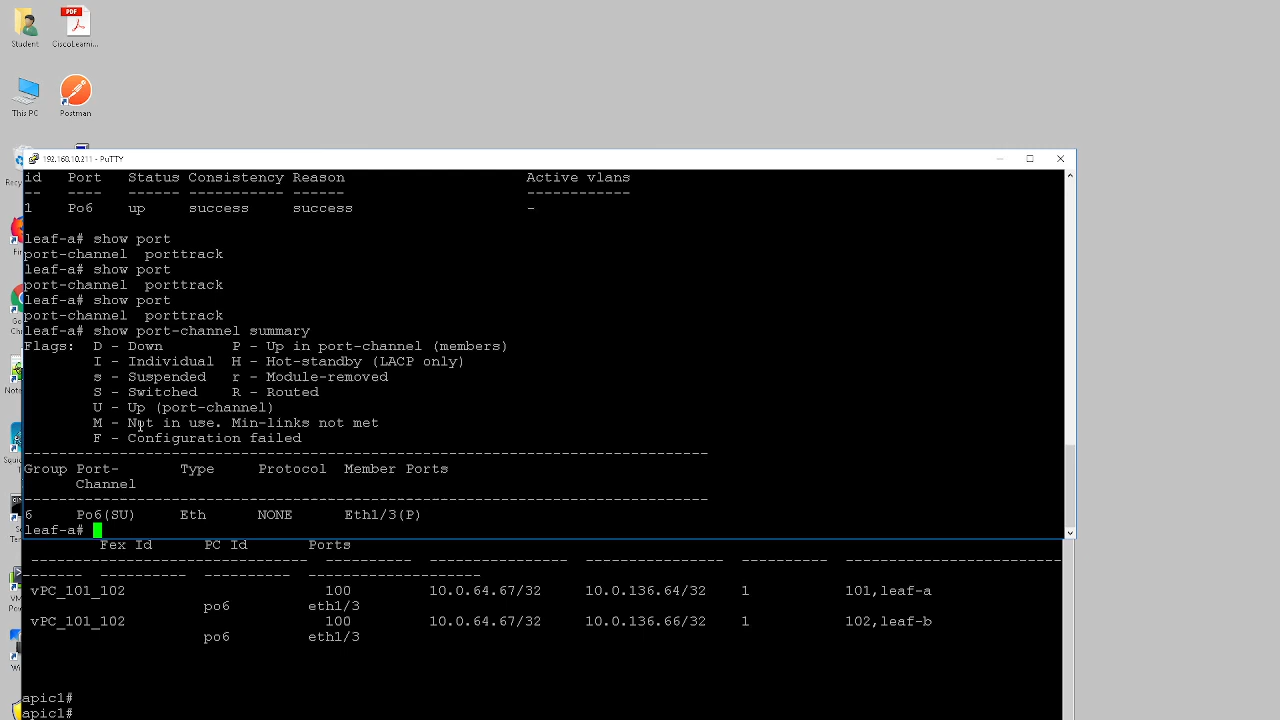 Student
CiscoLearn...
This PC
Postman
192.168.10.211 - PuTTY
id Port Status Consistency Reason Active vlans
-- ---- ------ ----------- ------ ------------
1 Po6 up success success -
leaf-a# show port
port-channel porttrack
leaf-a# show port
port-channel porttrack
leaf-a# show port
port-channel porttrack
leaf-a# show port-channel summary
Flags: D - Down P - Up in port-channel (members)
I - Individual H - Hot-standby (LACP only)
s - Suspended r - Module-removed
S - Switched R - Routed
U - Up (port-channel)
M - Not in use. Min-links not met
F - Configuration failed
-------------------------------------------------------------------------------
Group Port- Type Protocol Member Ports
Channel
-------------------------------------------------------------------------------
6 Po6(SU) Eth NONE Eth1/3(P)
leaf-a#
Fex Id PC Id Ports
-------------------------------- ---------- ---------------- ---------------- ---------- -------------------------
------- ---------- ---------- --------------------
vPC_101_102 100 10.0.64.67/32 10.0.136.64/32 1 101,leaf-a
po6 eth1/3
vPC_101_102 100 10.0.64.67/32 10.0.136.66/32 1 102,leaf-b
po6 eth1/3
apic1#
apic1#